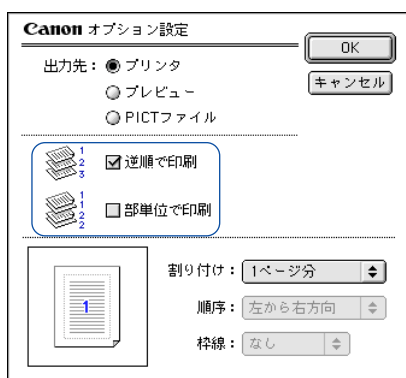 Canon オプション設定
OK
キャンセル
出力先： プリンタ
プレビュー
PICTファイル
1
2
3
逆順で印刷
1
1
2
2
部単位で印刷
1
割り付け： 1ページ分
順序： 左から右方向
枠線： なし